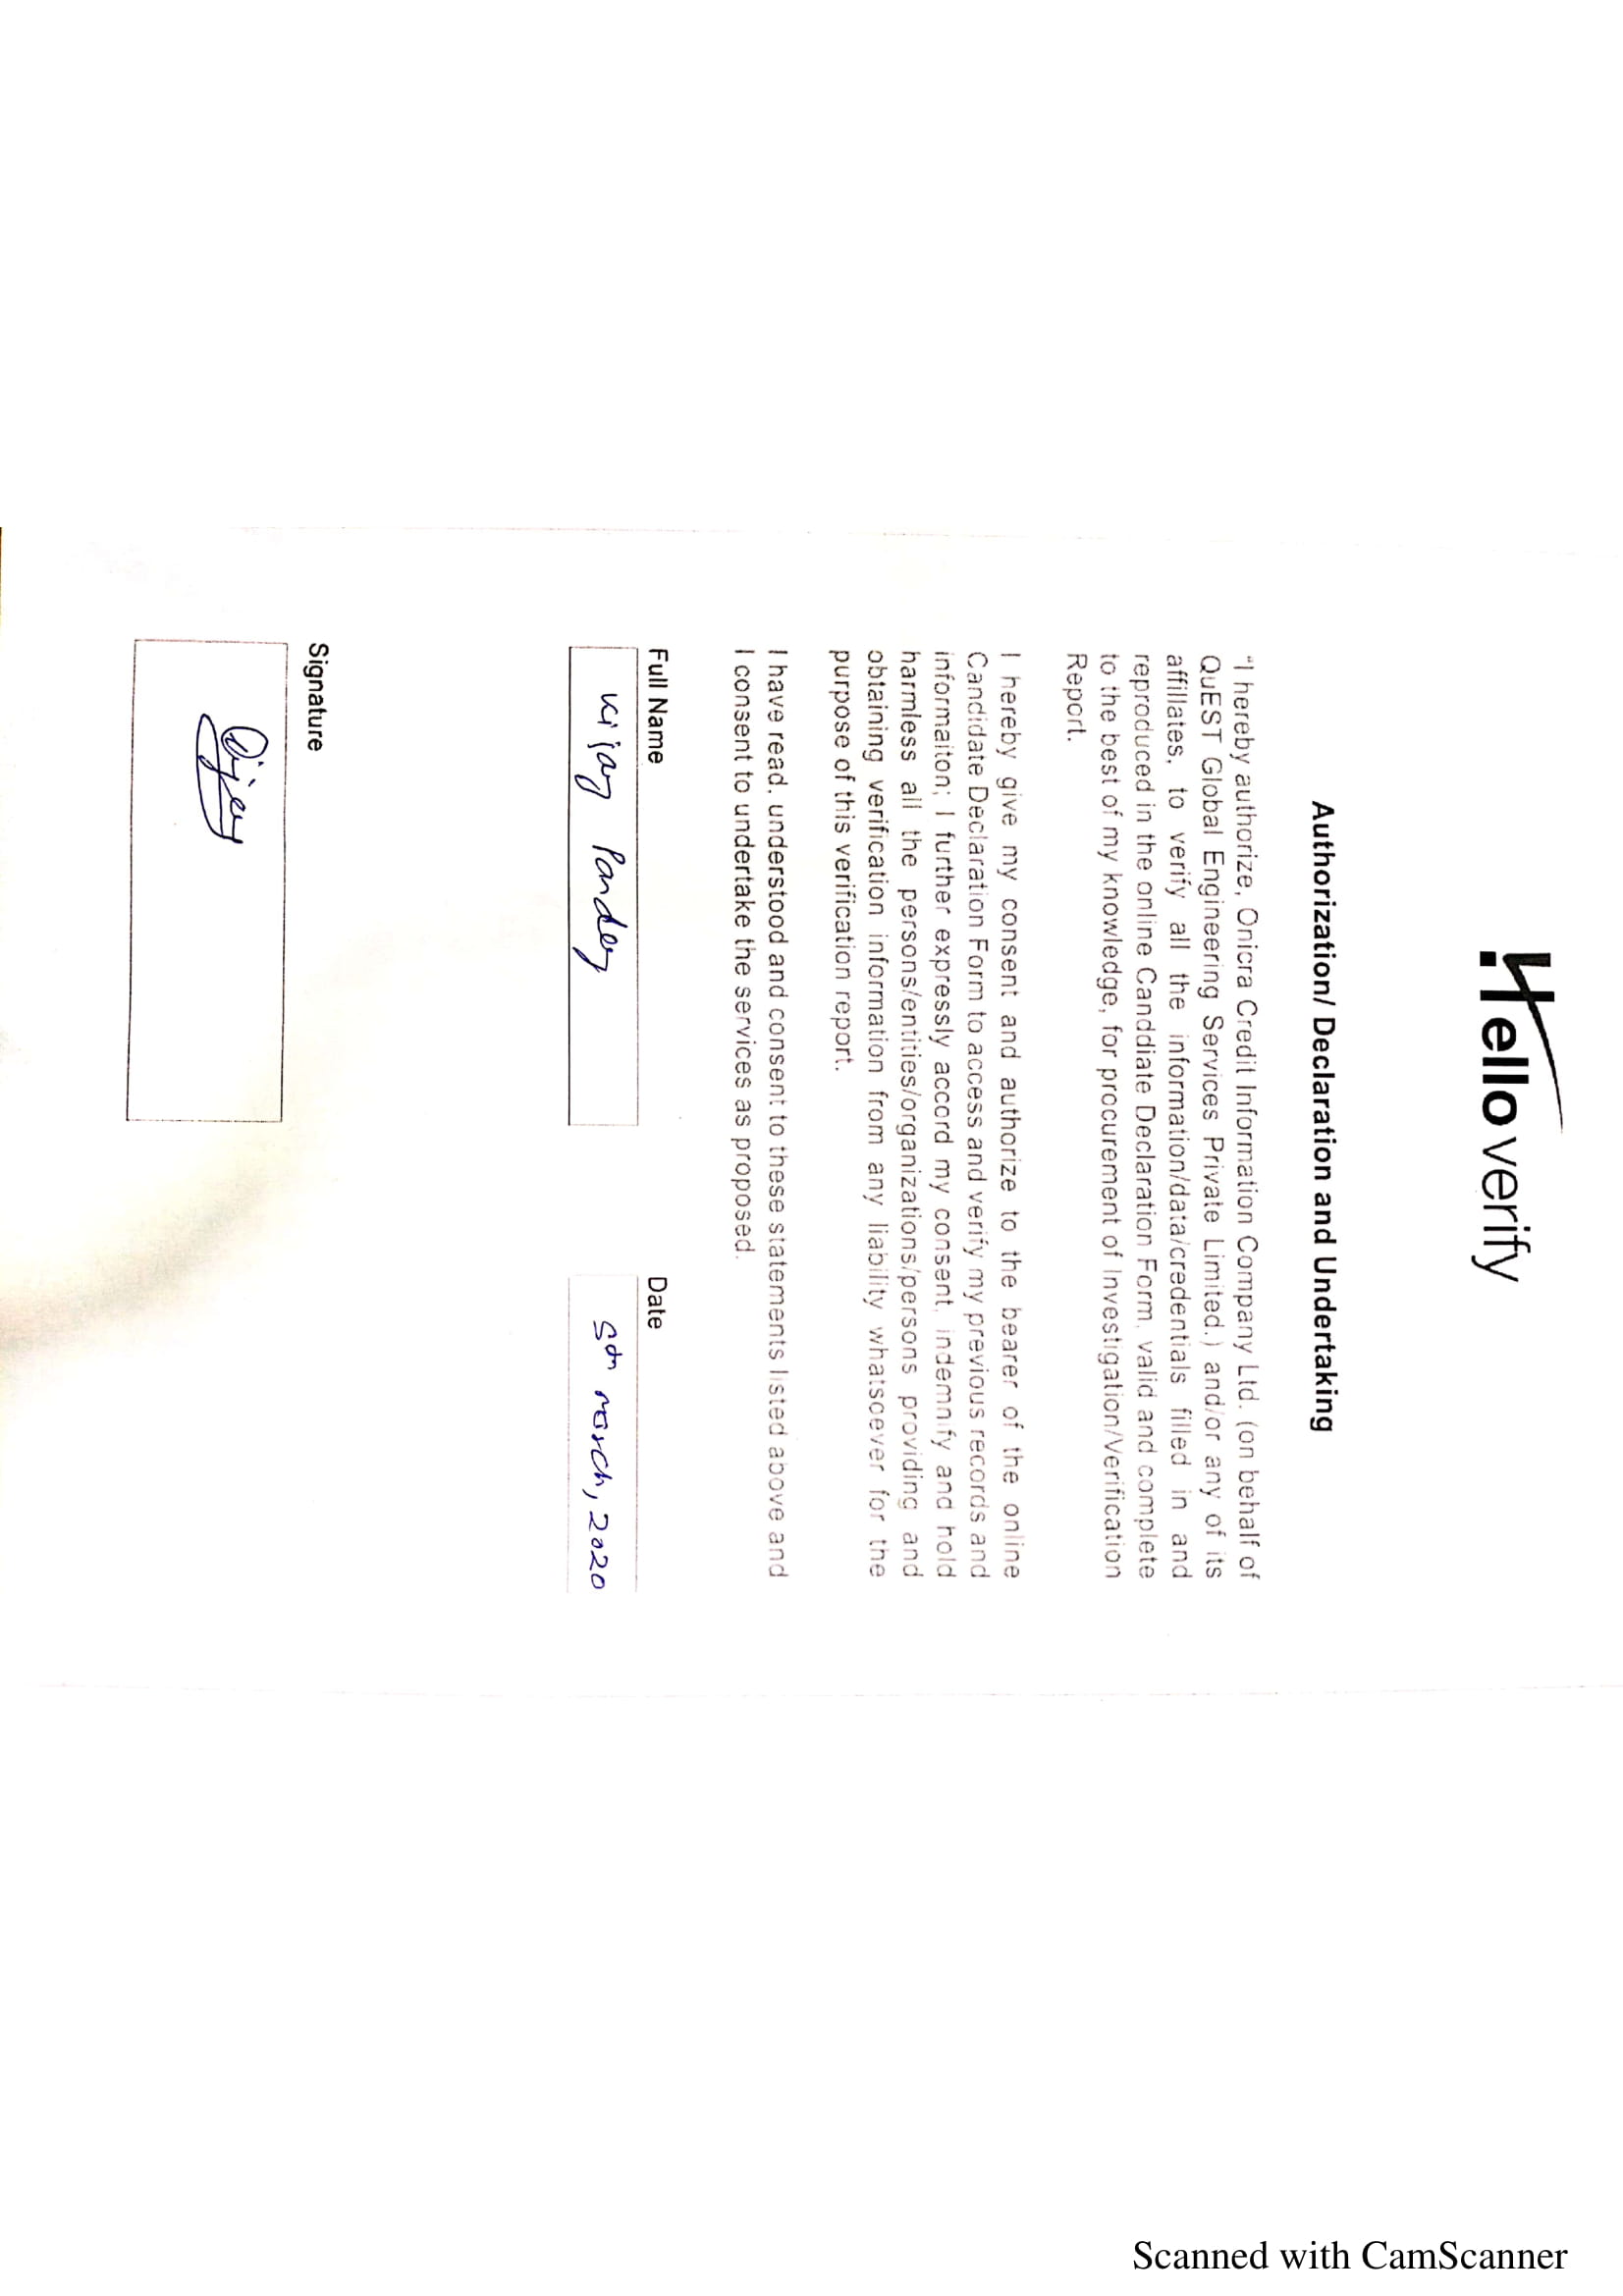 Hello verify
Authorization/ Declaration and Undertaking
"I hereby authorize, Onicra Credit Information Company Ltd. (on behalf of
QuEST Global Engineering Services Private Limited.) and/or any of its
affillates, to verify all the information/data/credentials filled in and
reproduced in the online Canddiate Declaration Form, valid and complete
to the best of my knowledge, for procurement of Investigation/Verification
Report.
I hereby give my consent and authorize to the bearer of the online
Candidate Declaration Form to access and verify my previous records and
informaiton; I further expressly accord my consent, indemnify and hold
harmless all the persons/entities/organizations/persons providing and
obtaining verification information from any liability whatsoever for the
purpose of this verification report.
I have read, understood and consent to these statements listed above and
I consent to undertake the services as proposed.
Full Name Date
Vijay Pandey 5th March, 2020
Signature
Vijay
Scanned with CamScanner